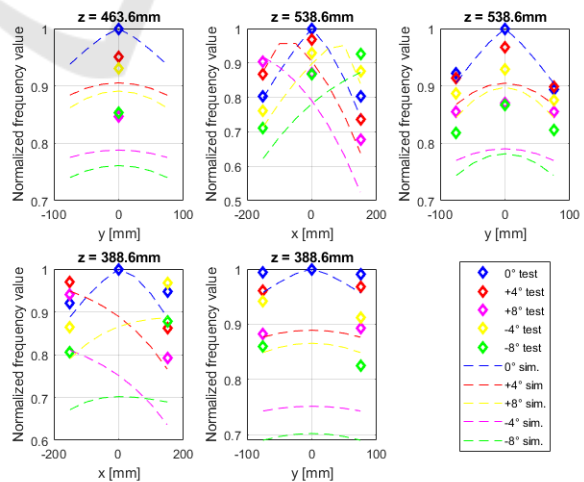 z = 463.6mm
Normalized frequency value
1
0.9
0.8
0.7
-100
0
100
y [mm]
z = 538.6mm
Normalized frequency value
1
0.9
0.8
0.7
0.6
0.5
-200
0
200
x [mm]
z = 538.6mm
Normalized frequency value
1
0.9
0.8
0.7
-100
0
100
y [mm]
z = 388.6mm
Normalized frequency value
1
0.9
0.8
0.7
0.6
-200
0
200
x [mm]
z = 388.6mm
Normalized frequency value
1
0.9
0.8
0.7
-100
0
100
y [mm]
0° test
+4° test
+8° test
-4° test
-8° test
0° sim.
+4° sim
+8° sim.
-4° sim.
-8° sim.